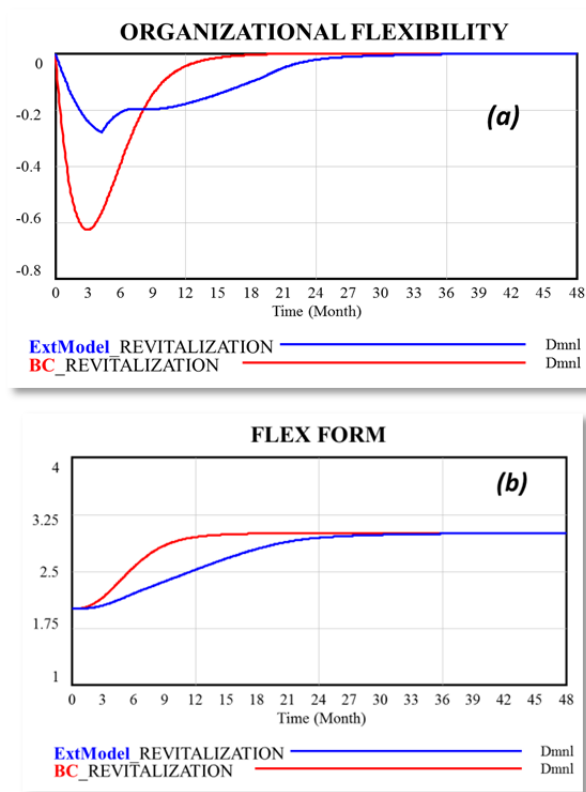 ORGANIZATIONAL FLEXIBILITY
(a)
0
-0.2
-0.4
-0.6
-0.8
0 3 6 9 12 15 18 21 24 27 30 33 36 39 42 45 48
Time (Month)
ExtModel_REVITALIZATION Dmnl
BC_REVITALIZATION Dmnl
FLEX FORM
(b)
4
3.25
2.5
1.75
1
0 3 6 9 12 15 18 21 24 27 30 33 36 39 42 45 48
Time (Month)
ExtModel_REVITALIZATION Dmnl
BC_REVITALIZATION Dmnl